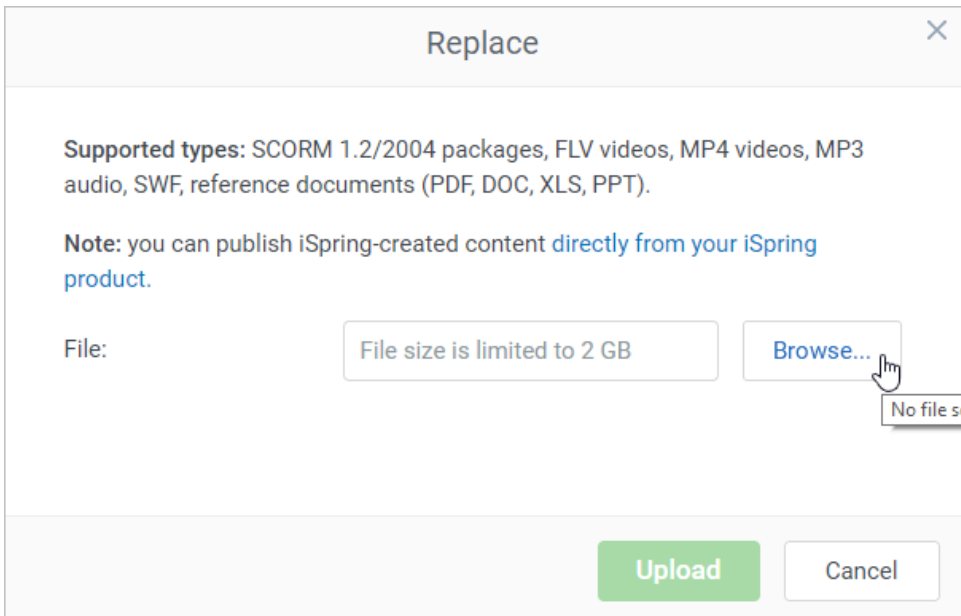 Replace
Supported types: SCORM 1.2/2004 packages, FLV videos, MP4 videos, MP3
audio, SWF, reference documents (PDF, DOC, XLS, PPT).
Note: you can publish iSpring-created content directly from your iSpring
product.
File:
File size is limited to 2 GB
Browse...
No file
Upload
Cancel